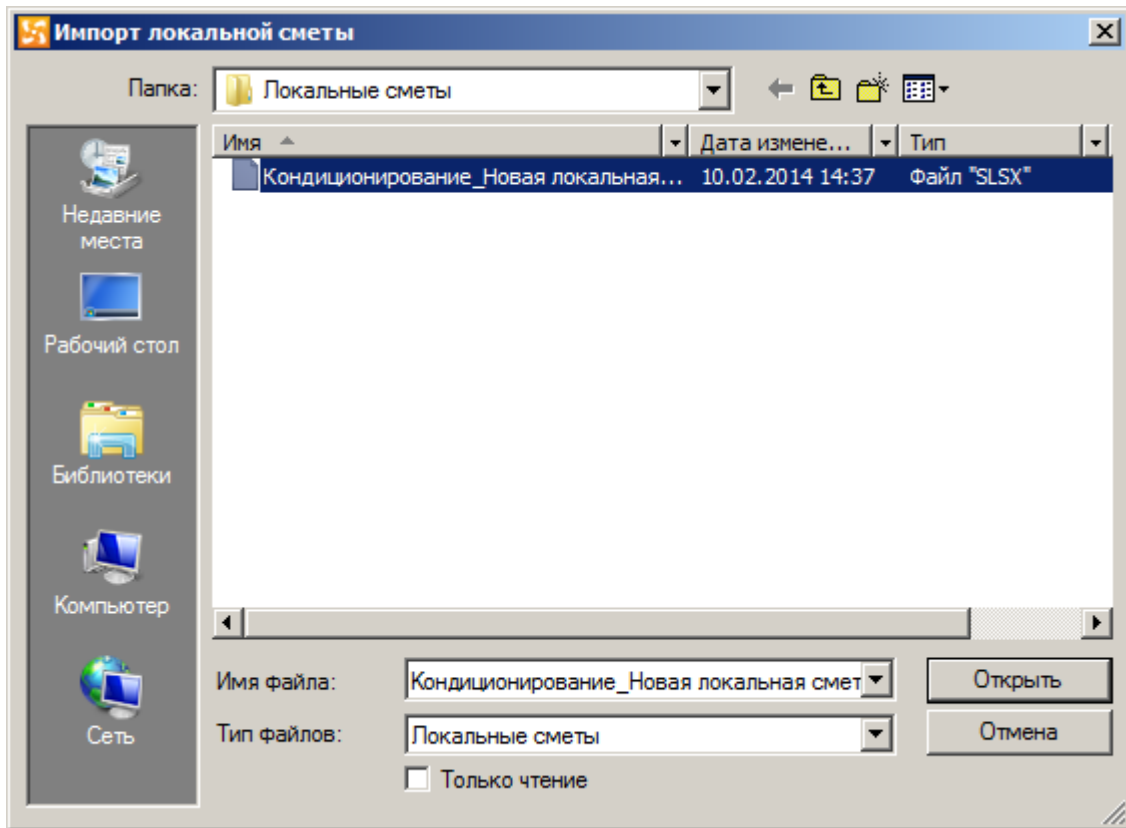 Импорт локальной сметы
Папка:
Локальные сметы
Имя
Дата измене...
Тип
Кондиционирование_Новая локальная...
10.02.2014 14:37
Файл "SLSX"
Недавние
места
Рабочий стол
Библиотеки
Компьютер
Сеть
Имя файла:
Кондиционирование_Новая локальная смет
Открыть
Тип файлов:
Локальные сметы
Отмена
Только чтение